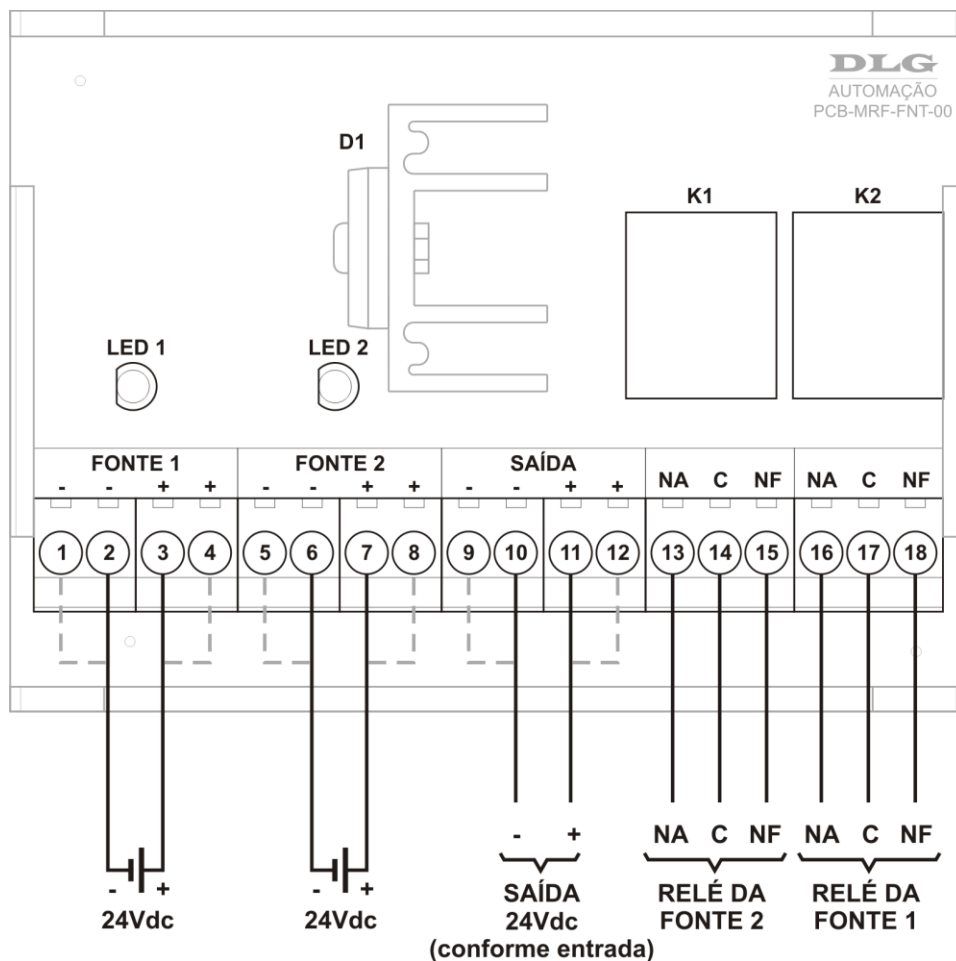 DLG
AUTOMAÇÃO
PCB-MRF-FNT-00
D1
K1 K2
LED 1 LED 2
FONTE 1 FONTE 2 SAÍDA
- - + + - - + + - - + + NA C NF NA C NF
1 2 3 4 5 6 7 8 9 10 11 12 13 14 15 16 17 18
- + NA C NF NA C NF
- + - +
24Vdc 24Vdc
SAÍDA
24Vdc
(conforme entrada)
RELÉ DA
FONTE 2
RELÉ DA
FONTE 1